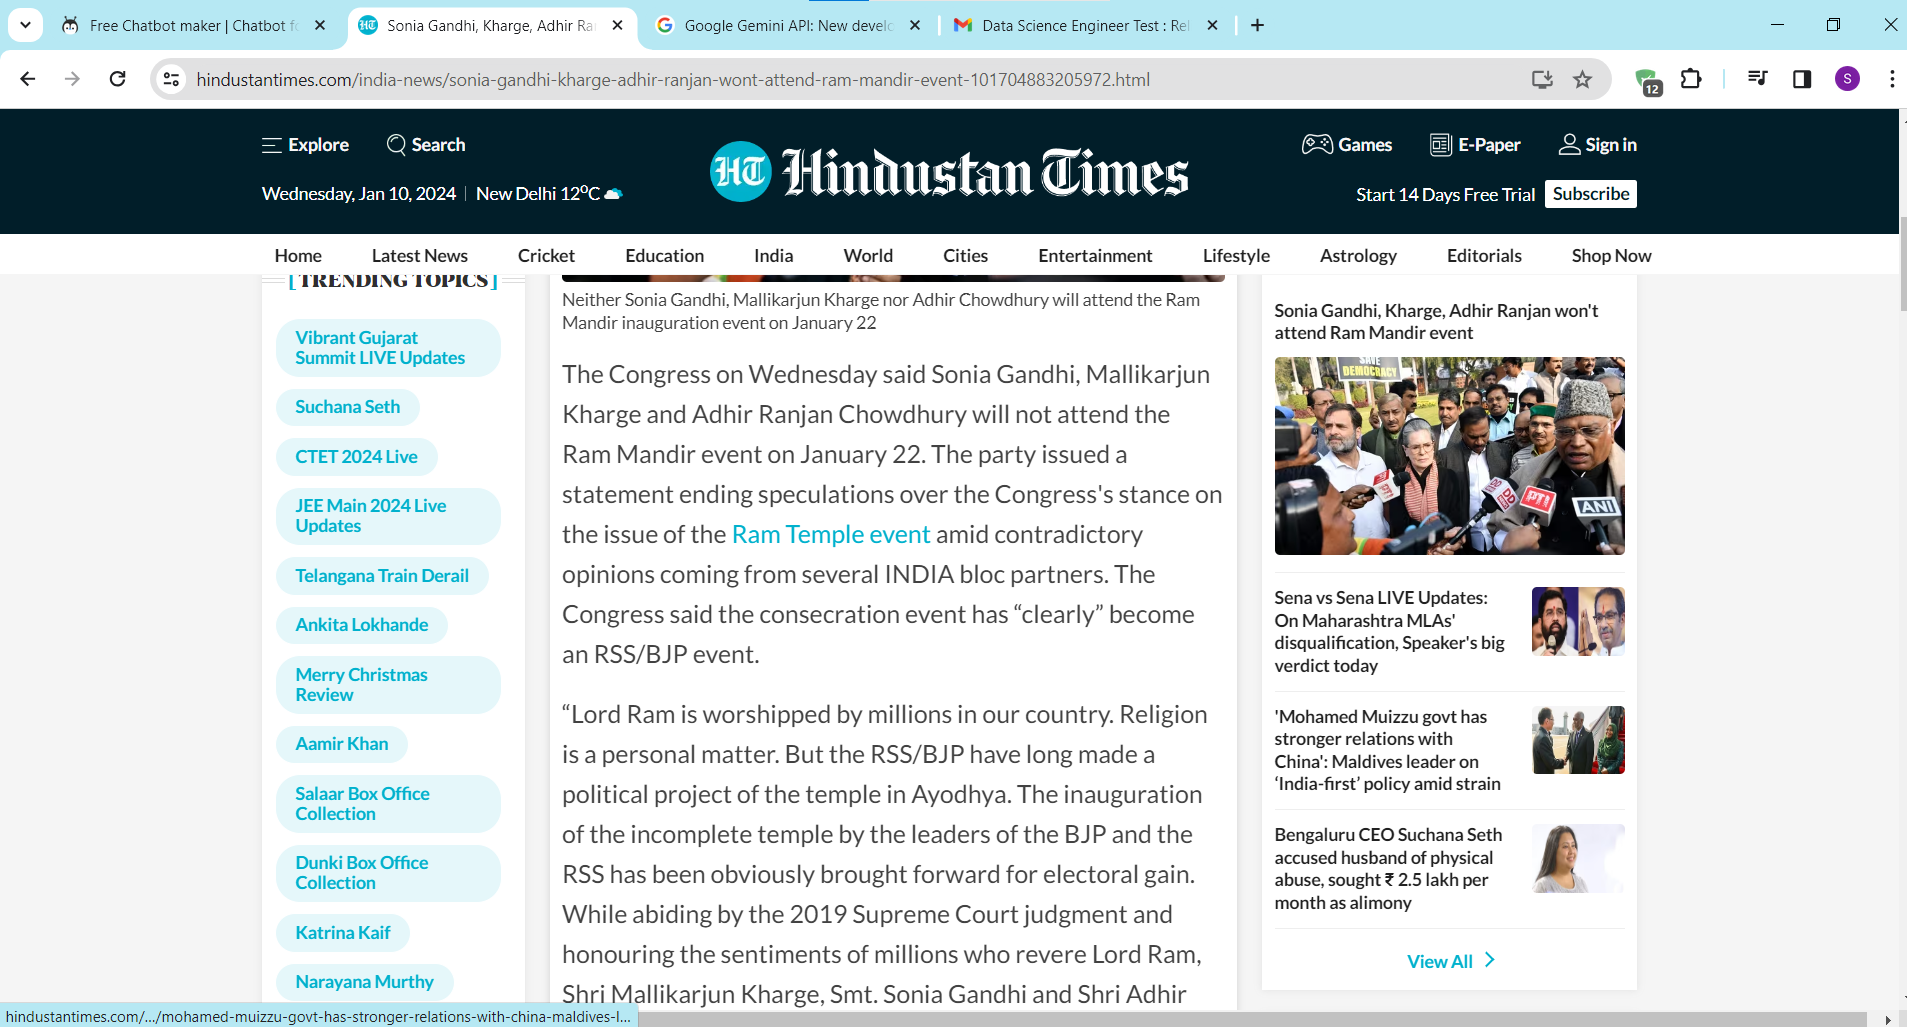 Free Chatbot maker | Chatbot fo
Sonia Gandhi, Kharge, Adhir Ran
Google Gemini API: New develo
Data Science Engineer Test : Rel
hindustantimes.com/india-news/sonia-gandhi-kharge-adhir-ranjan-wont-attend-ram-mandir-event-101704883205972.html
12
S
Explore
Search
HT Hindustan Times
Games
E-Paper
Sign in
Wednesday, Jan 10, 2024 | New Delhi 12⁰C
Start 14 Days Free Trial Subscribe
Home Latest News Cricket Education India World Cities Entertainment Lifestyle Astrology Editorials Shop Now
[TRENDING TOPICS]
Vibrant Gujarat
Summit LIVE Updates
Suchana Seth
CTET 2024 Live
JEE Main 2024 Live
Updates
Telangana Train Derail
Ankita Lokhande
Merry Christmas
Review
Aamir Khan
Salaar Box Office
Collection
Dunki Box Office
Collection
Katrina Kaif
Narayana Murthy
Neither Sonia Gandhi, Mallikarjun Kharge nor Adhir Chowdhury will attend the Ram
Mandir inauguration event on January 22
The Congress on Wednesday said Sonia Gandhi, Mallikarjun
Kharge and Adhir Ranjan Chowdhury will not attend the
Ram Mandir event on January 22. The party issued a
statement ending speculations over the Congress's stance on
the issue of the Ram Temple event amid contradictory
opinions coming from several INDIA bloc partners. The
Congress said the consecration event has “clearly” become
an RSS/BJP event.
“Lord Ram is worshipped by millions in our country. Religion
is a personal matter. But the RSS/BJP have long made a
political project of the temple in Ayodhya. The inauguration
of the incomplete temple by the leaders of the BJP and the
RSS has been obviously brought forward for electoral gain.
While abiding by the 2019 Supreme Court judgment and
honouring the sentiments of millions who revere Lord Ram,
Shri Mallikarjun Kharge, Smt. Sonia Gandhi and Shri Adhir
Sonia Gandhi, Kharge, Adhir Ranjan won't
attend Ram Mandir event
SAVE
DEMOCRACY
DD
PTI
ANI
Sena vs Sena LIVE Updates:
On Maharashtra MLAs'
disqualification, Speaker's big
verdict today
'Mohamed Muizzu govt has
stronger relations with
China': Maldives leader on
‘India-first’ policy amid strain
Bengaluru CEO Suchana Seth
accused husband of physical
abuse, sought ₹ 2.5 lakh per
month as alimony
View All
hindustantimes.com/.../mohamed-muizzu-govt-has-stronger-relations-with-china-maldives-l...